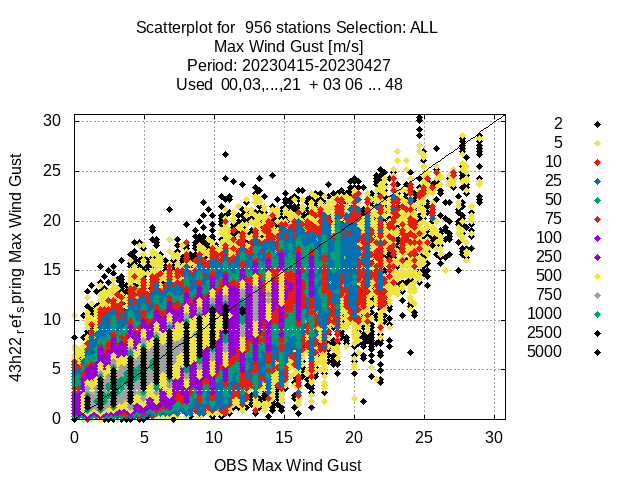 Scatterplot for  956 stations Selection: ALL
Max Wind Gust [m/s]
Period: 20230415-20230427
Used  00,03,...,21  + 03 06 ... 48
43h22_ref_spring Max Wind Gust
30
25
20
15
10
5
0
0 5 10 15 20 25 30
OBS Max Wind Gust
2
5
10
25
50
75
100
250
500
750
1000
2500
5000